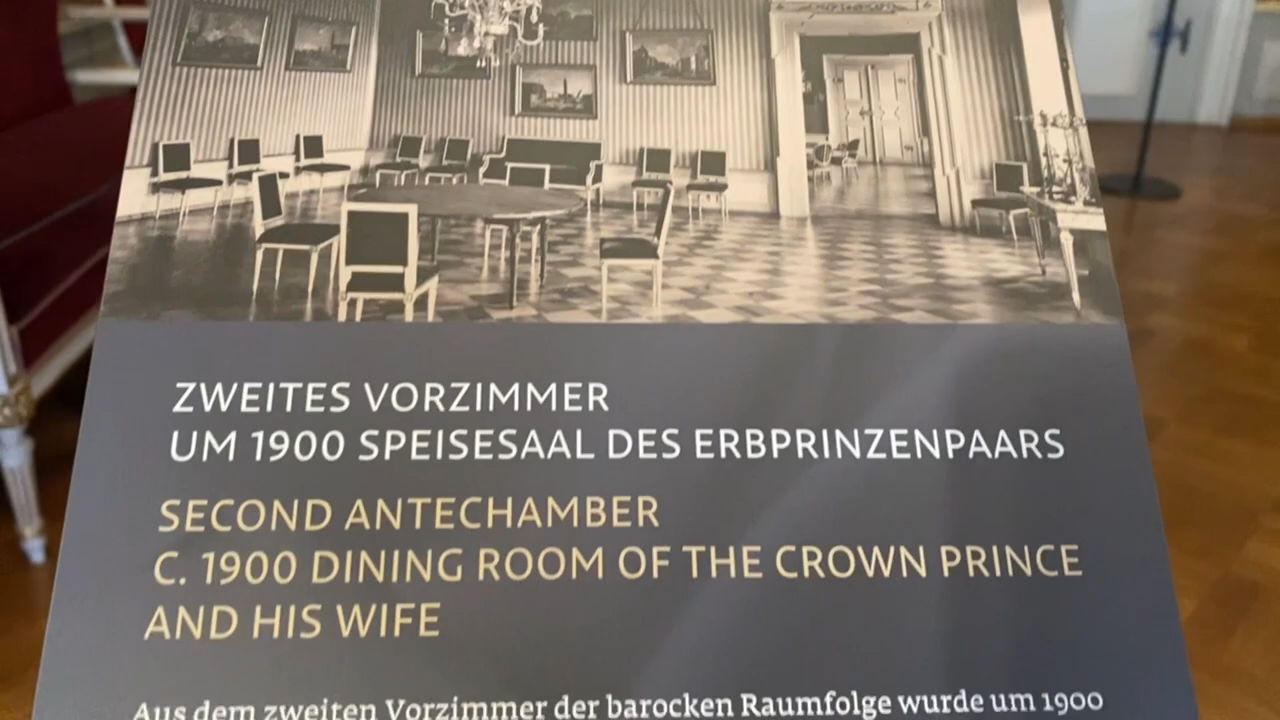 ZWEITES VORZIMMER
UM 1900 SPEISESAAL DES ERBPRINZENPAARS
SECOND ANTECHAMBER
C. 1900 DINING ROOM OF THE CROWN PRINCE
AND HIS WIFE
Aus dem zweiten Vorzimmer der barocken Raumfolge wurde um 1900